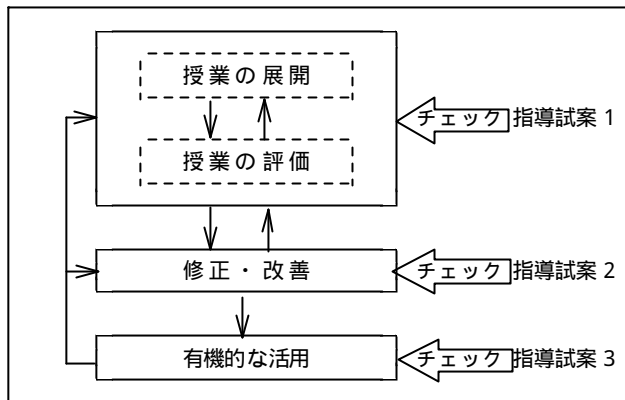 授業の展開
チェック 指導試案 1
授業の評価
修正・改善
チェック 指導試案 2
有機的な活用
チェック 指導試案 3